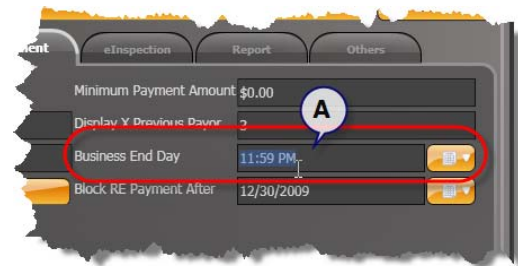 ment eInspection Report Others
Minimum Payment Amount $0.00
A
Display X Previous Payor 2
Business End Day 11:59 PM
Block RE Payment After 12/30/2009